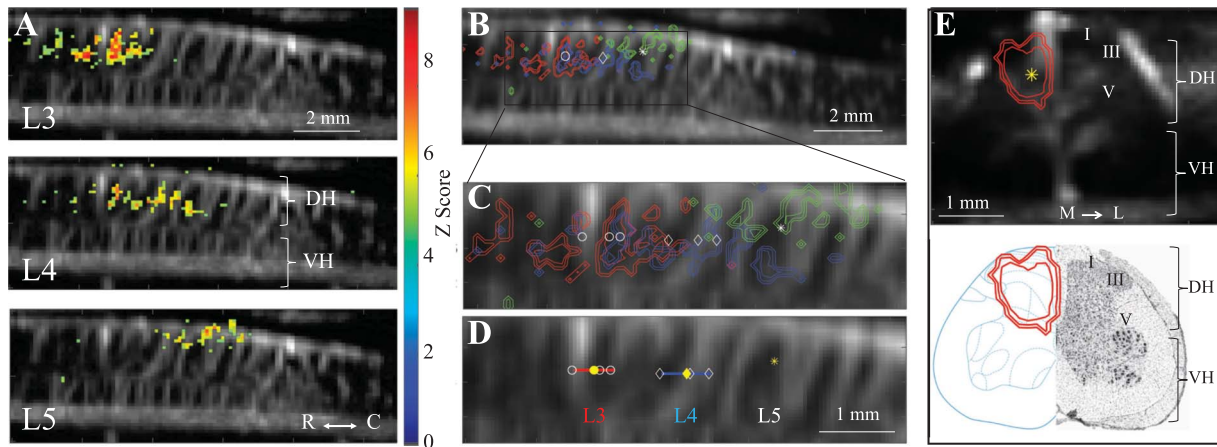 A
L3
2 mm
L4
DH
VH
L5
R ↔ C
8
6
4
2
0
Z Score
B
2 mm
C
D
L3
L4
L5
1 mm
E
I
III
V
DH
VH
1 mm
M → L
I
III
V
DH
VH